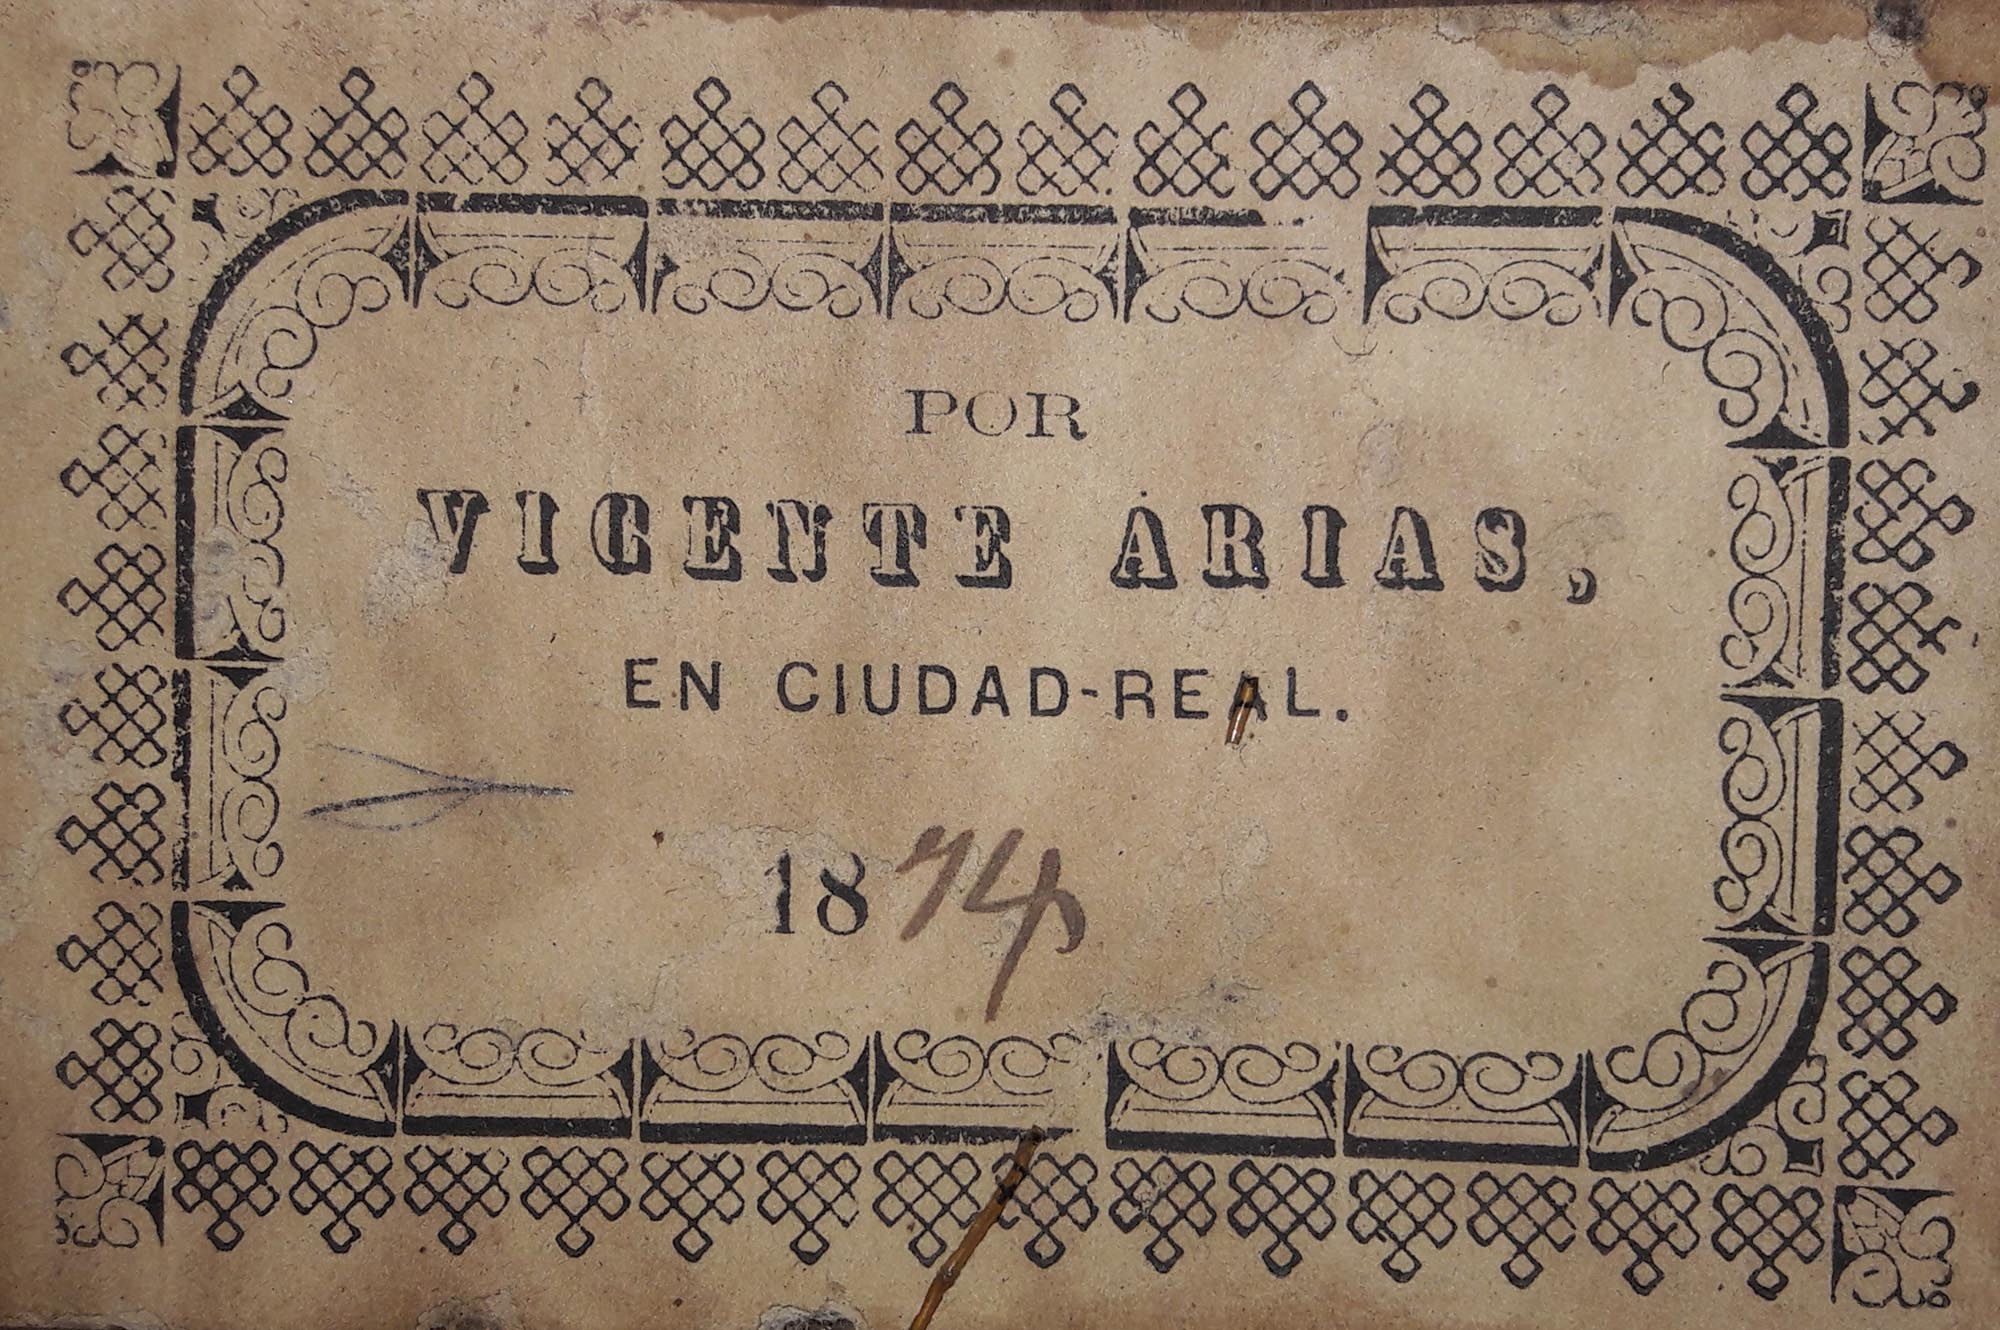 POR
VICENTE ARIAS,
EN CIUDAD-REAL.
1874